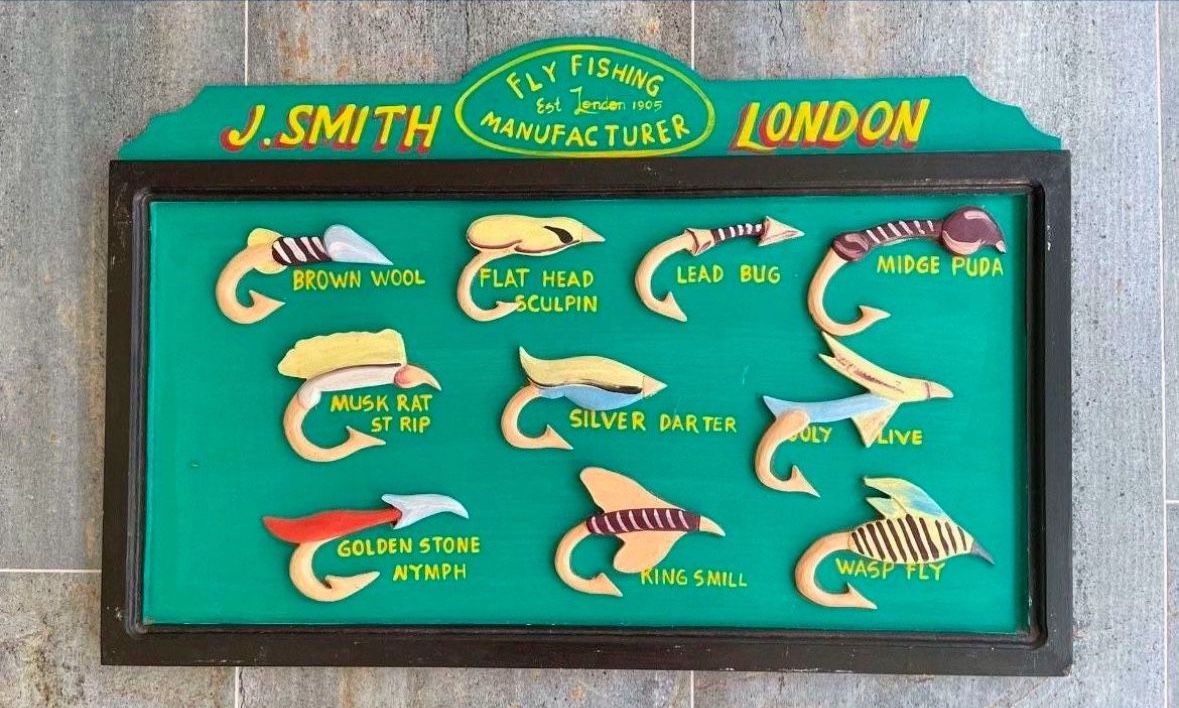 J. SMITH
FLY FISHING
Est London 1905
MANUFACTURER
LONDON
BROWN WOOL
FLAT HEAD
SCULPIN
LEAD BUG
MIDGE PUDA
MUSK RAT
ST RIP
SILVER DARTER
GOLDEN STONE
NYMPH
KING SMILL
WASP FLY